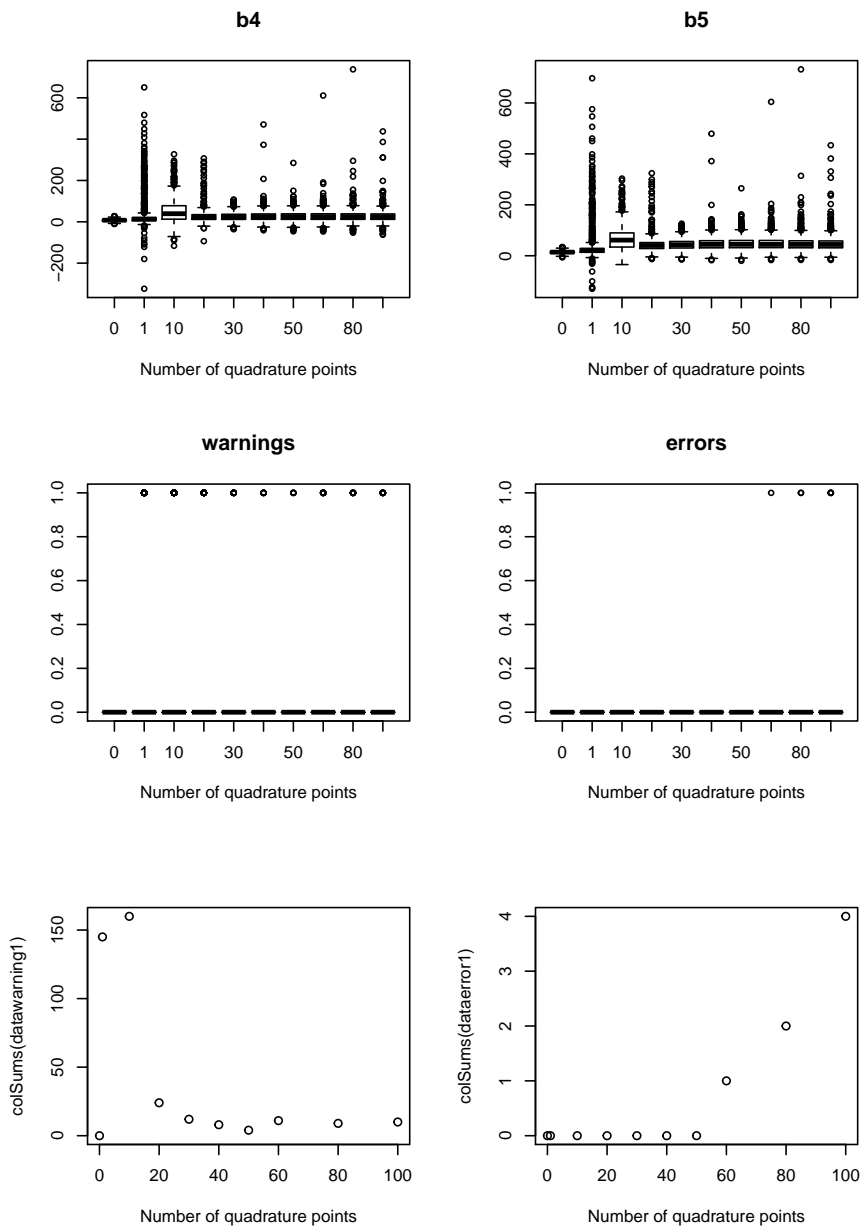 b4
−200 0 200 600
0 1 10 30 50 80
Number of quadrature points
b5
0 200 400 600
0 1 10 30 50 80
Number of quadrature points
warnings
0.0 0.2 0.4 0.6 0.8 1.0
0 1 10 30 50 80
Number of quadrature points
errors
0.0 0.2 0.4 0.6 0.8 1.0
0 1 10 30 50 80
Number of quadrature points
colSums(datawarning1)
0 50 100 150
0 20 40 60 80 100
Number of quadrature points
colSums(dataerror1)
0 1 2 3 4
0 20 40 60 80 100
Number of quadrature points